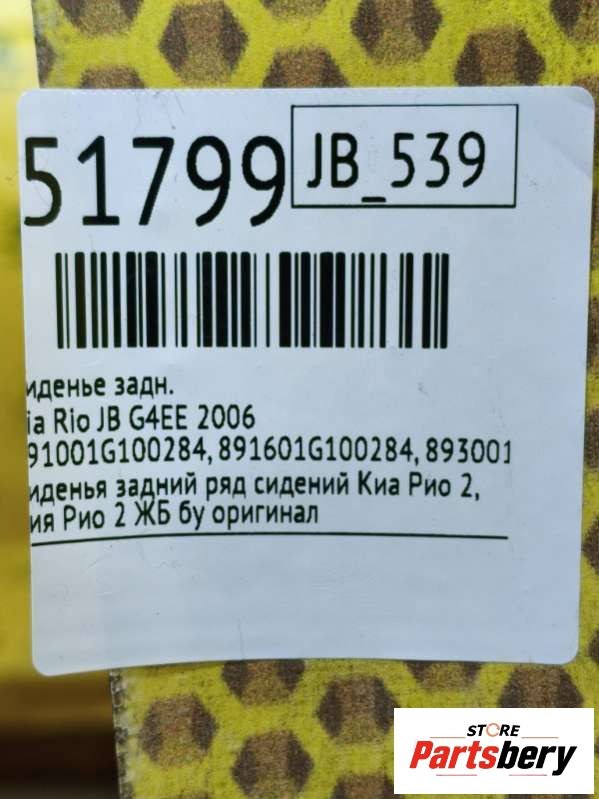 51799
JB_539
иденье задн.
ia Rio JB G4EE 2006
91001G100284, 891601G100284, 893001
иденья задний ряд сидений Киа Рио 2,
ия Рио 2 ЖБ бу оригинал
STORE
Partsbery